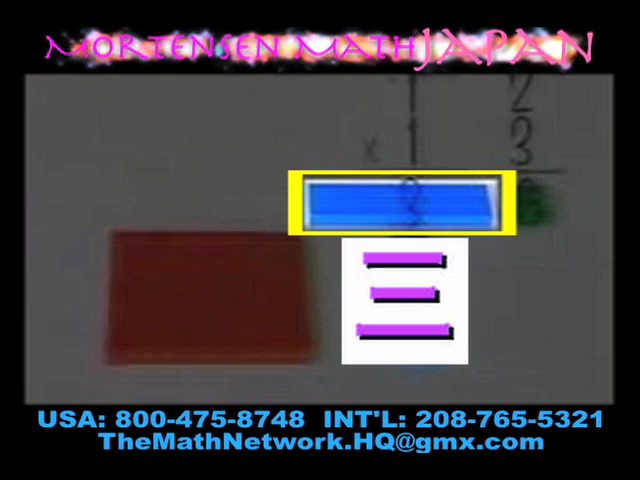 MORTENSEN MATH JAPAN
1 2
x 1 3
三
USA: 800-475-8748 INT'L: 208-765-5321
TheMathNetwork.HQ@gmx.com